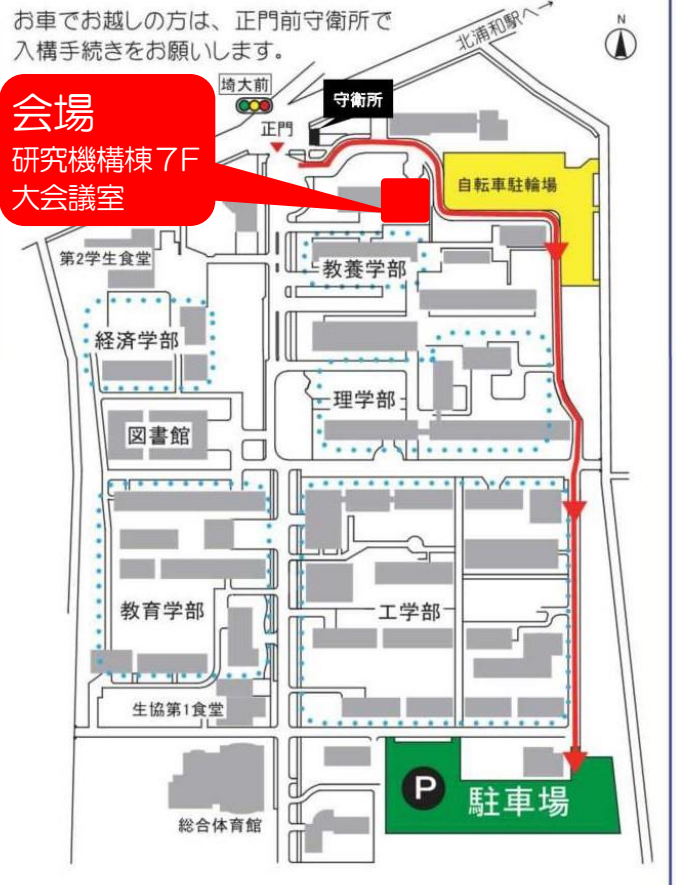 お車でお越しの方は、正門前守衛所で
入構手続きをお願いします。
北浦和駅へ→
N
埼大前
守衛所
正門
会場
研究機構棟7F
大会議室
自転車駐輪場
第2学生食堂
教養学部
経済学部
理学部
図書館
教育学部
工学部
生協第1食堂
P
駐車場
総合体育館